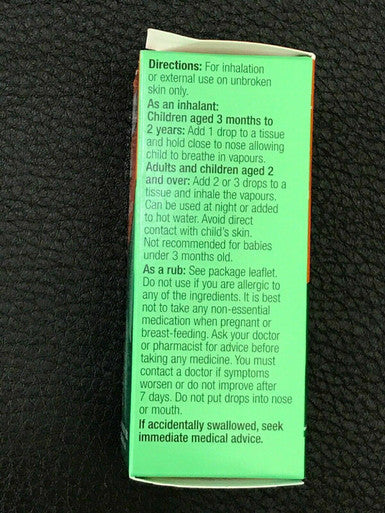 Directions: For inhalation
or external use on unbroken
skin only.
As an inhalant:
Children aged 3 months to
2 years: Add 1 drop to a tissue
and hold close to nose allowing
child to breathe in vapours.
Adults and children aged 2
and over: Add 2 or 3 drops to a
tissue and inhale the vapours.
Can be used at night or added
to hot water. Avoid direct
contact with child's skin.
Not recommended for babies
under 3 months old.
As a rub: See package leaflet.
Do not use if you are allergic to
any of the ingredients. It is best
not to take any non-essential
medication when pregnant or
breast-feeding. Ask your doctor
or pharmacist for advice before
taking any medicine. You must
contact a doctor if symptoms
worsen or do not improve after
7 days. Do not put drops into nose
or mouth.
If accidentally swallowed, seek
immediate medical advice.